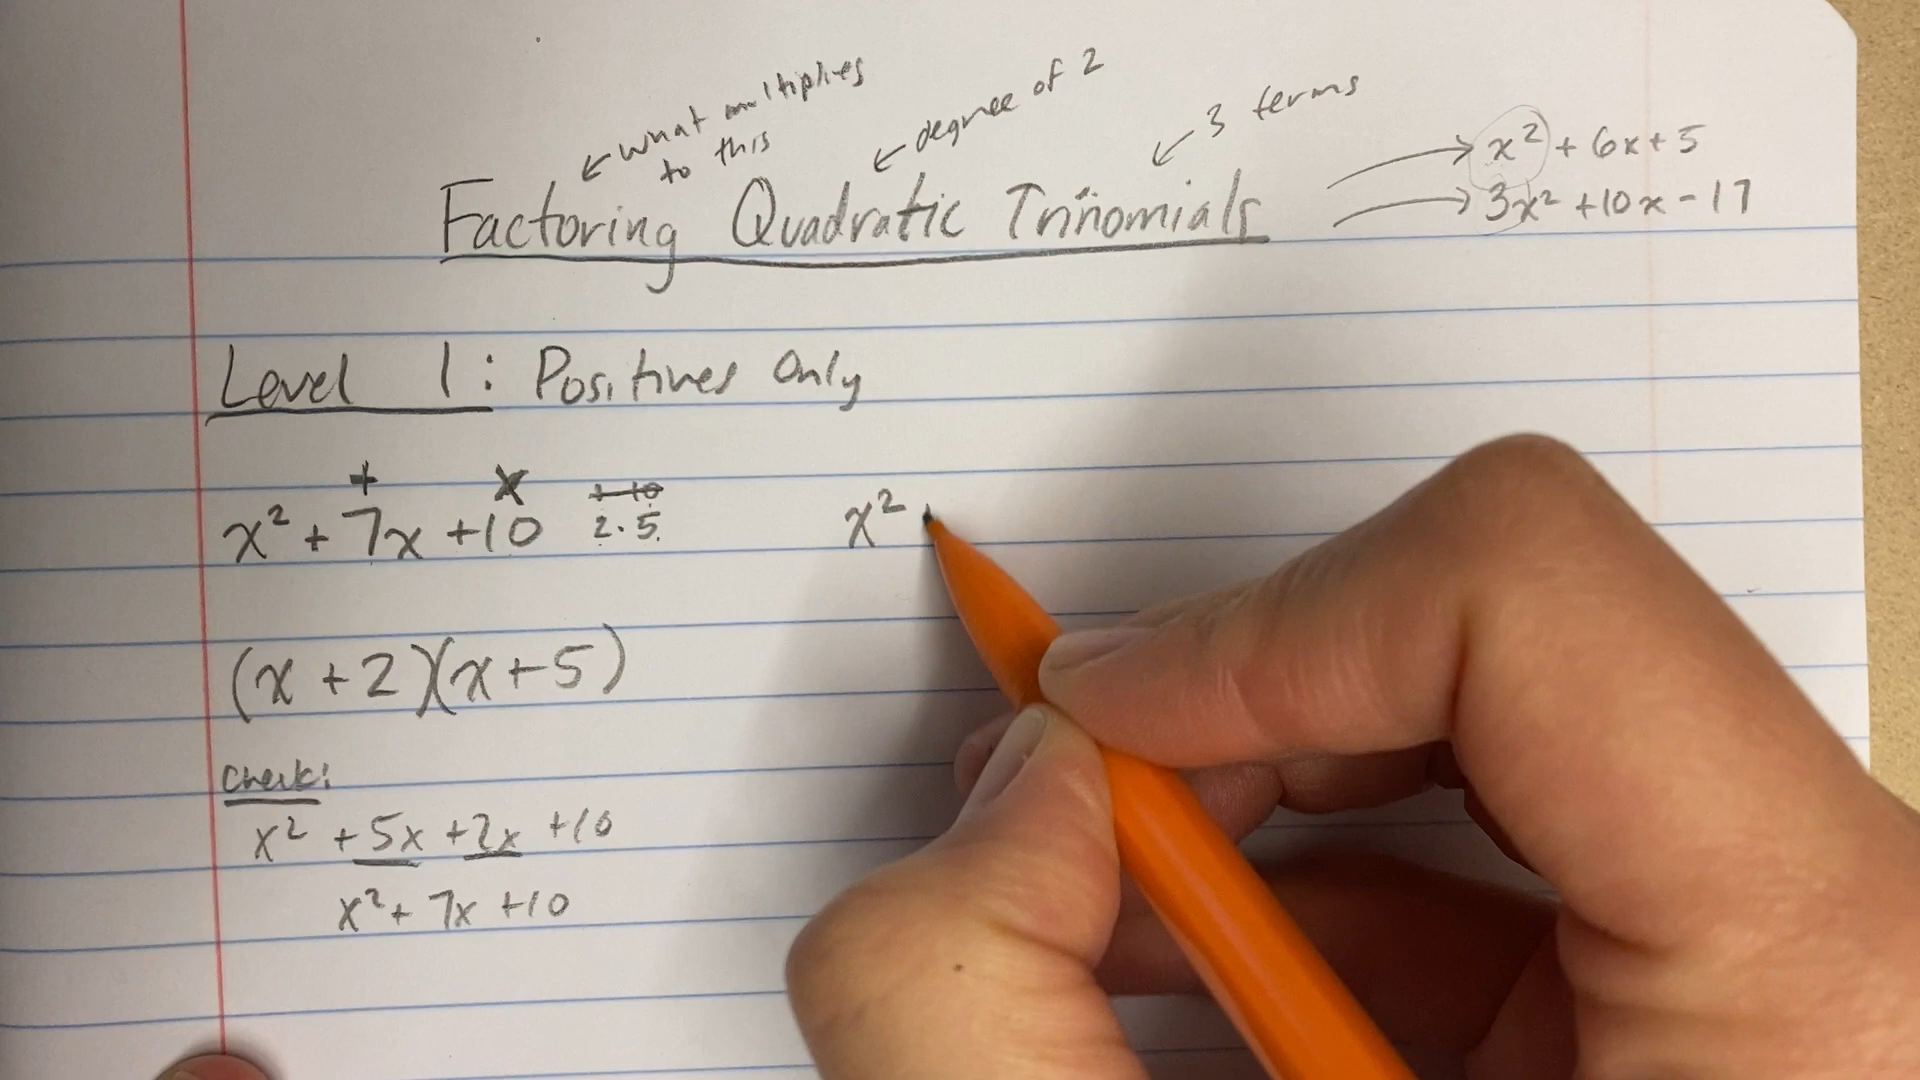 what multiplies
to this
degree of 2
3 terms
Factoring Quadratic Trinomials
x² + 6x + 5
3x² + 10x - 17
Level 1: Positives Only
+ x
x² + 7x + 10
1 10
2 · 5
x²
(x + 2)(x + 5)
Check:
x² + 5x + 2x + 10
x² + 7x + 10